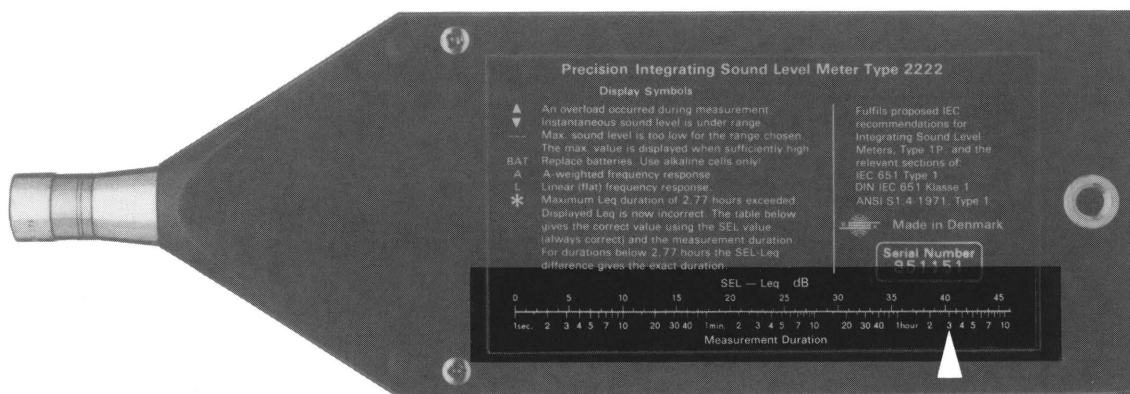 Precision Integrating Sound Level Meter Type 2222
Display Symbols
▲ An overload occurred during measurement
▼ Instantaneous sound level is under range.
--- Max. sound level is too low for the range chosen.
The max. value is displayed when sufficiently high
BAT Replace batteries. Use alkaline cells only!
A A-weighted frequency response
L Linear (flat) frequency response.
* Maximum Leq duration of 2,77 hours exceeded
Displayed Leq is now incorrect. The table below
gives the correct value using the SEL value
(always correct) and the measurement duration.
For durations below 2,77 hours the SEL-Leq
difference gives the exact duration.
Fulfils proposed IEC
recommendations for
Integrating Sound Level
Meters, Type 1P. and the
relevant sections of:
IEC 651 Type 1
DIN IEC 651 Klasse 1
ANSI S1.4 1971, Type 1
Made in Denmark
Serial Number
951151
SEL — Leq dB
0 5 10 15 20 25 30 35 40 45
1sec. 2 3 4 5 7 10 20 30 40 1min. 2 3 4 5 7 10 20 30 40 1hour 2 3 4 5 7 10
Measurement Duration